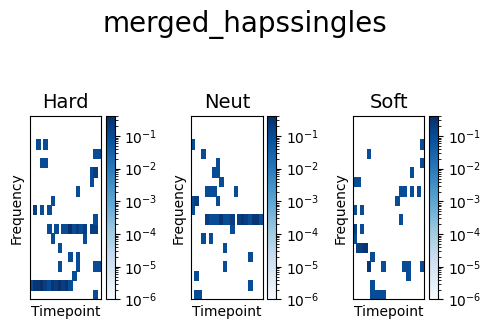 merged_hapssingles
Hard
Neut
Soft
Frequency
Timepoint
10⁻¹
10⁻²
10⁻³
10⁻⁴
10⁻⁵
10⁻⁶
Frequency
Timepoint
10⁻¹
10⁻²
10⁻³
10⁻⁴
10⁻⁵
10⁻⁶
Frequency
Timepoint
10⁻¹
10⁻²
10⁻³
10⁻⁴
10⁻⁵
10⁻⁶